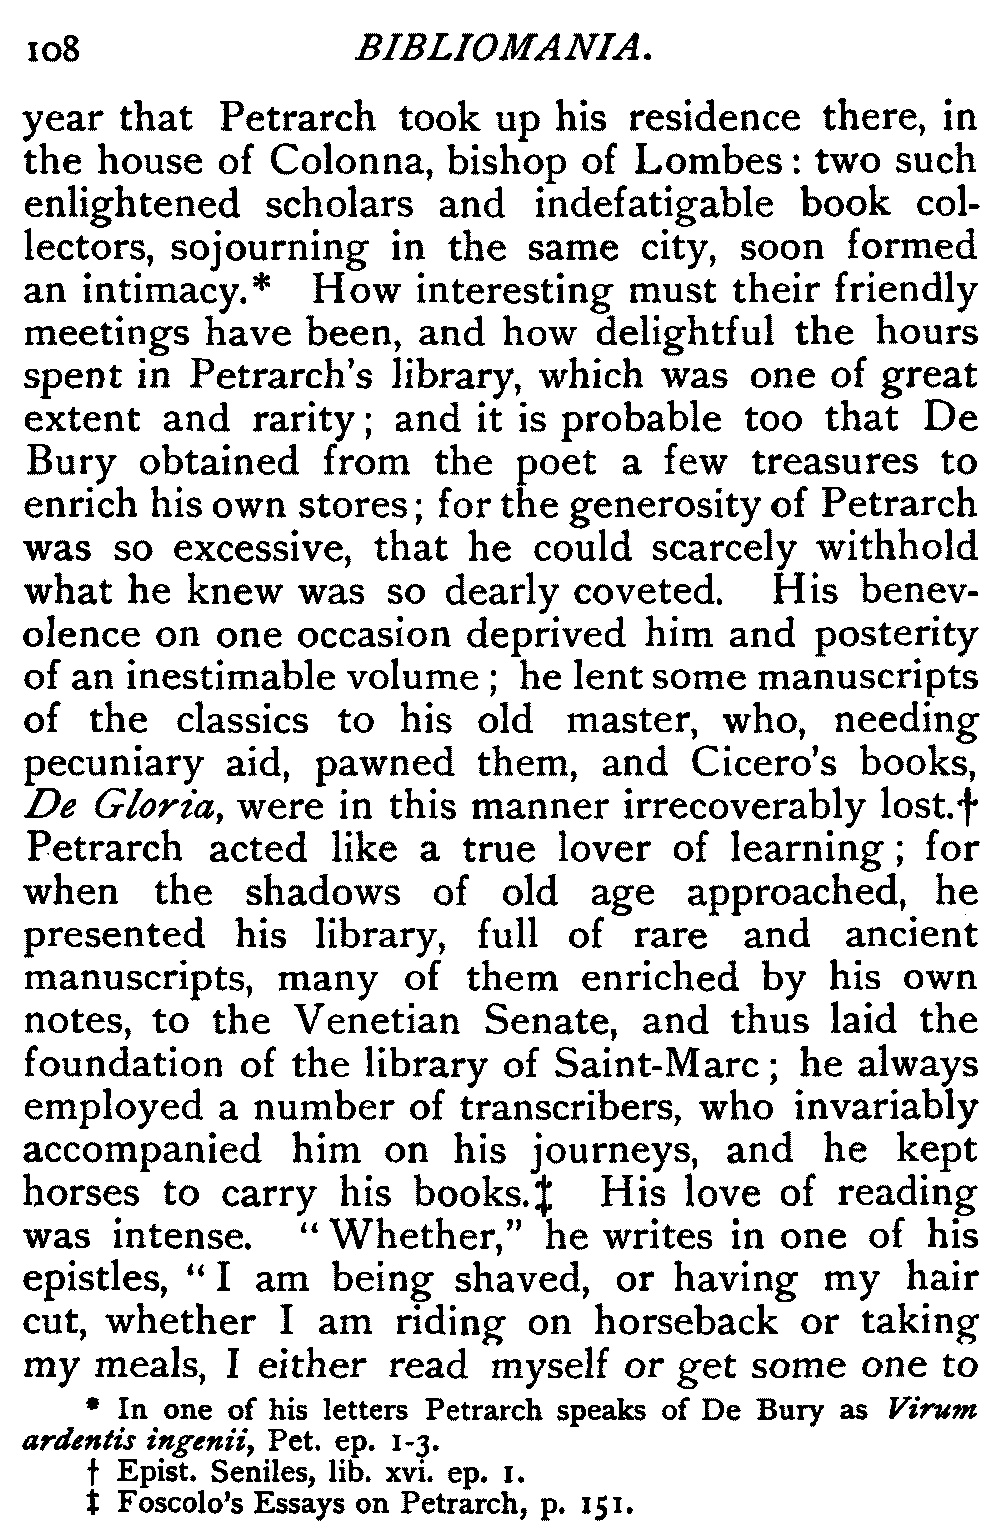 108 BIBLIOMANIA.
year that Petrarch took up his residence there, in
the house of Colonna, bishop of Lombes : two such
enlightened scholars and indefatigable book col-
lectors, sojourning in the same city, soon formed
an intimacy.* How interesting must their friendly
meetings have been, and how delightful the hours
spent in Petrarch's library, which was one of great
extent and rarity ; and it is probable too that De
Bury obtained from the poet a few treasures to
enrich his own stores ; for the generosity of Petrarch
was so excessive, that he could scarcely withhold
what he knew was so dearly coveted. His benev-
olence on one occasion deprived him and posterity
of an inestimable volume ; he lent some manuscripts
of the classics to his old master, who, needing
pecuniary aid, pawned them, and Cicero's books,
De Gloria, were in this manner irrecoverably lost.†
Petrarch acted like a true lover of learning ; for
when the shadows of old age approached, he
presented his library, full of rare and ancient
manuscripts, many of them enriched by his own
notes, to the Venetian Senate, and thus laid the
foundation of the library of Saint-Marc ; he always
employed a number of transcribers, who invariably
accompanied him on his journeys, and he kept
horses to carry his books.‡ His love of reading
was intense. “ Whether,” he writes in one of his
epistles, “ I am being shaved, or having my hair
cut, whether I am riding on horseback or taking
my meals, I either read myself or get some one to
* In one of his letters Petrarch speaks of De Bury as Virum
ardentis ingenii, Pet. ep. 1-3.
† Epist. Seniles, lib. xvi. ep. 1.
‡ Foscolo's Essays on Petrarch, p. 151.